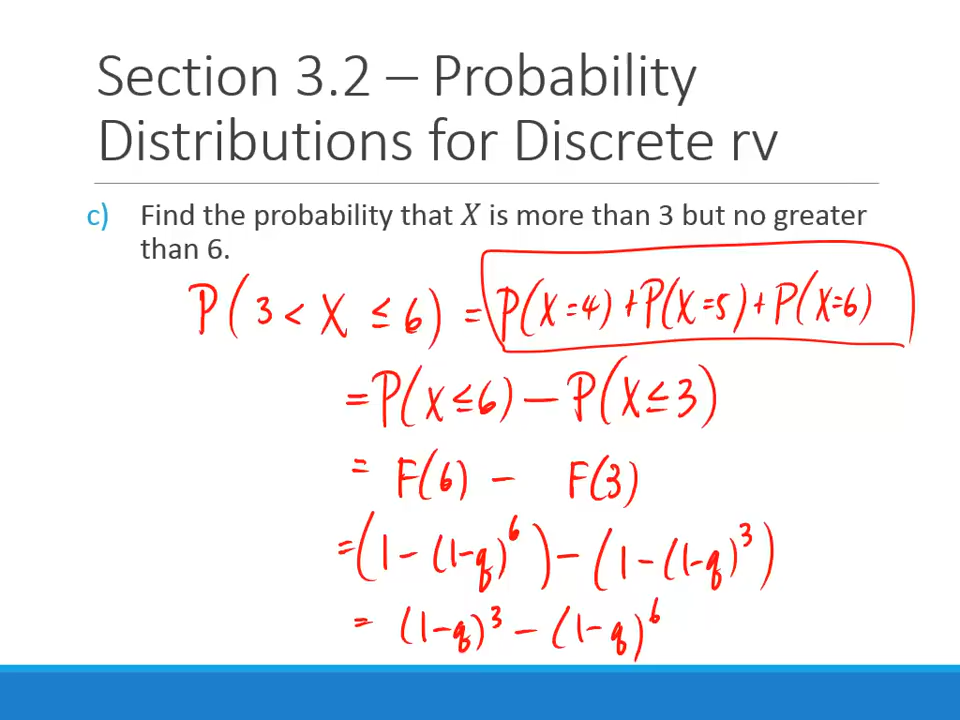 Section 3.2 – Probability
Distributions for Discrete rv
c) Find the probability that X is more than 3 but no greater
than 6.
P(3 < X ≤ 6) = P(X=4) + P(X=5) + P(X=6)
= P(X≤6) – P(X≤3)
= F(6) – F(3)
= (1 – (1–q)⁶) – (1 – (1–q)³)
= (1–q)³ – (1–q)⁶